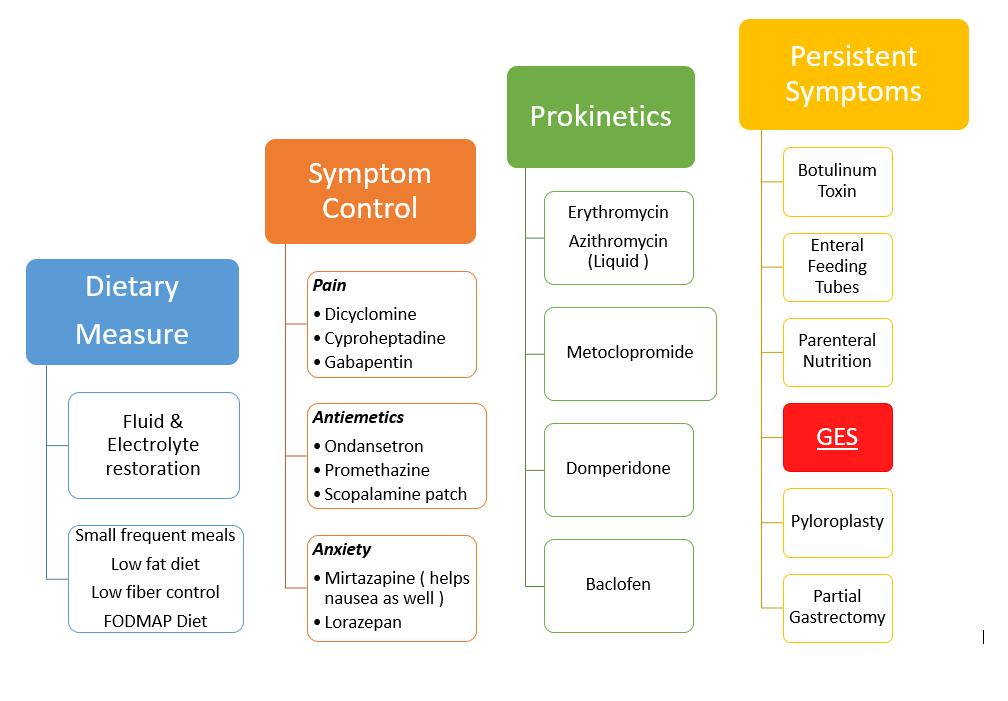 Dietary
Measure
Fluid &
Electrolyte
restoration
Small frequent meals
Low fat diet
Low fiber control
FODMAP Diet
Symptom
Control
Pain
• Dicyclomine
• Cyproheptadine
• Gabapentin
Antiemetics
• Ondansetron
• Promethazine
• Scopalamine patch
Anxiety
• Mirtazapine ( helps
nausea as well )
• Lorazepan
Prokinetics
Erythromycin
Azithromycin
(Liquid )
Metoclopromide
Domperidone
Baclofen
Persistent
Symptoms
Botulinum
Toxin
Enteral
Feeding
Tubes
Parenteral
Nutrition
GES
Pyloroplasty
Partial
Gastrectomy